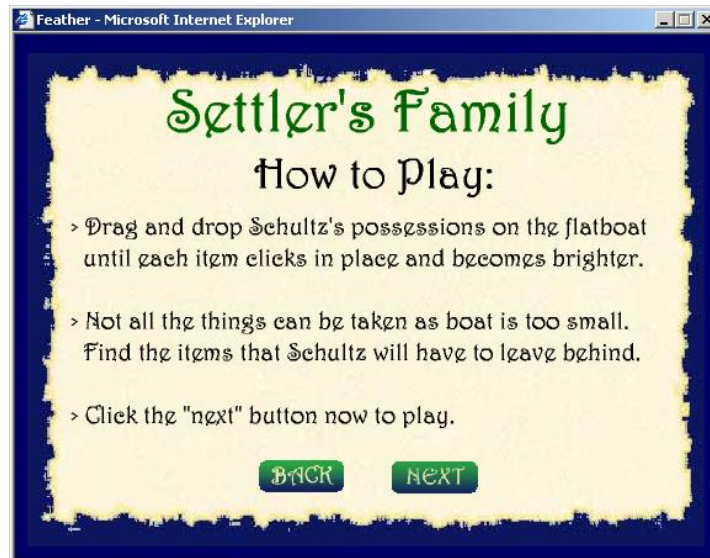 Feather - Microsoft Internet Explorer
Settler's Family
How to Play:
> Drag and drop Schultz's possessions on the flatboat
until each item clicks in place and becomes brighter.
> Not all the things can be taken as boat is too small.
Find the items that Schultz will have to leave behind.
> Click the "next" button now to play.
BACK NEXT